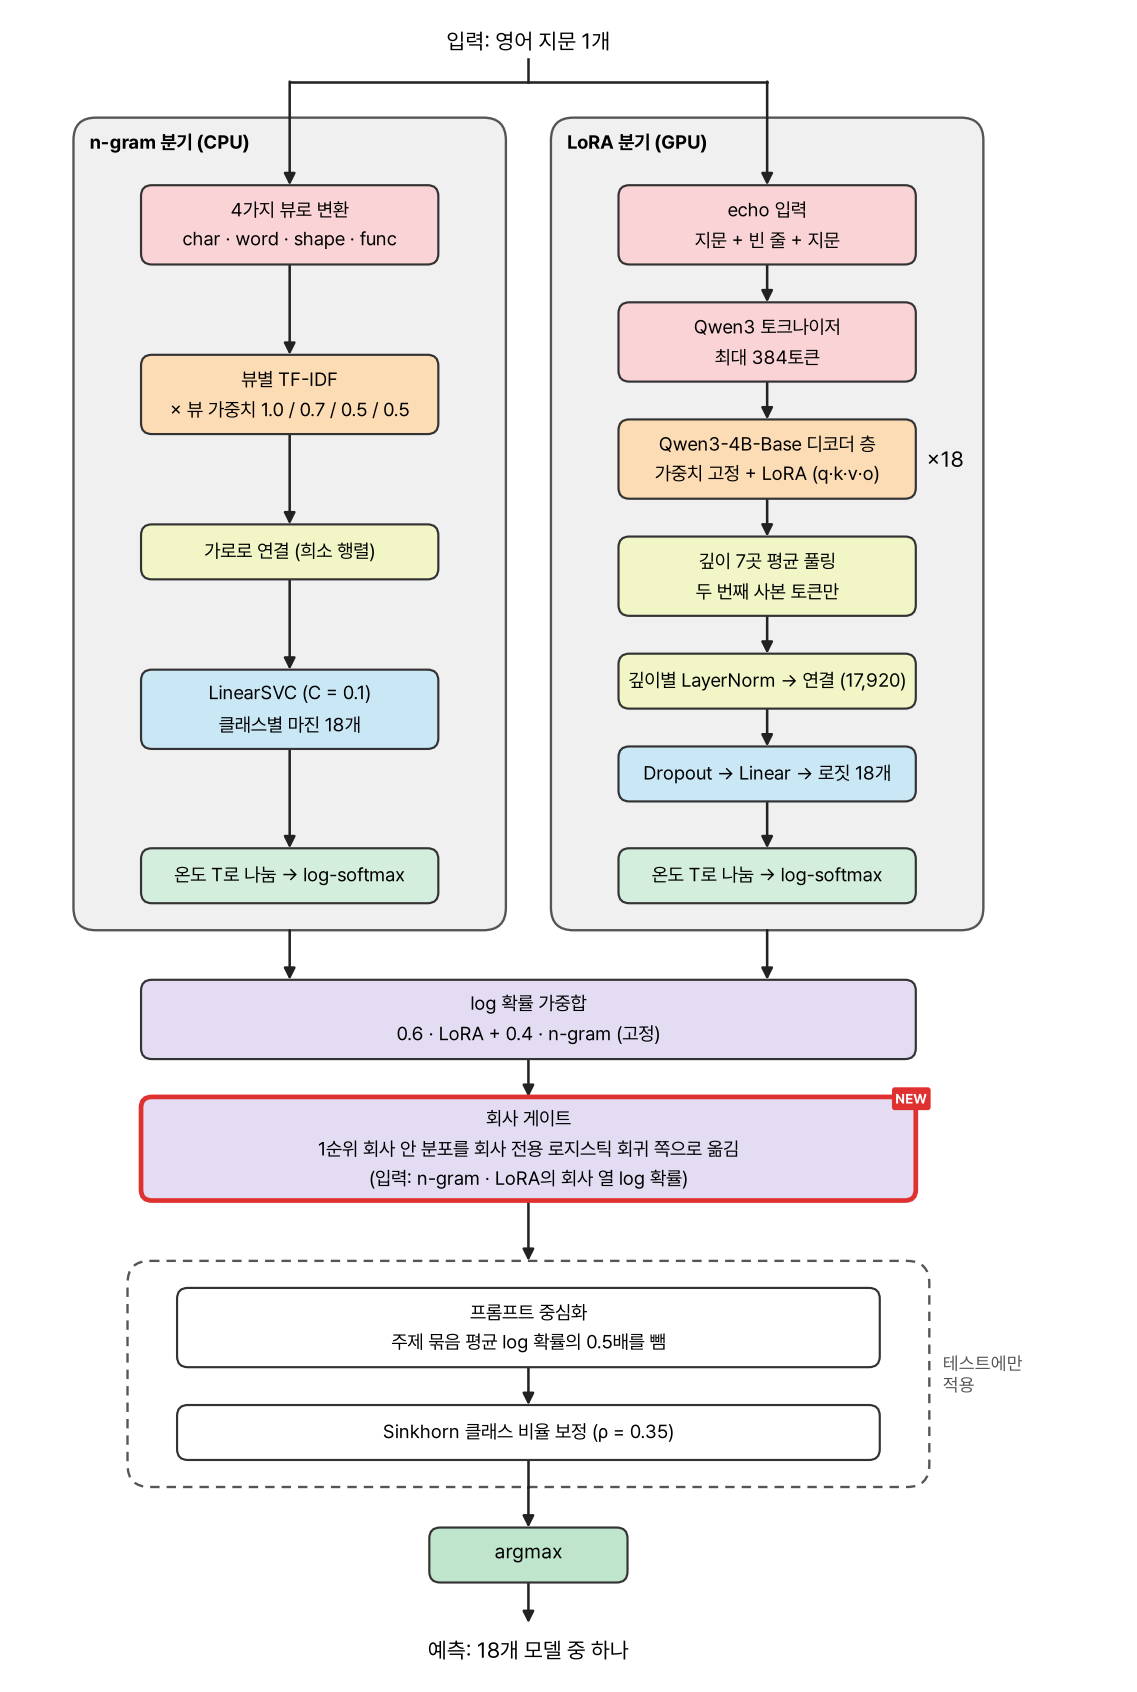 입력: 영어 지문 1개
n-gram 분기 (CPU)
4가지 뷰로 변환
char · word · shape · func
뷰별 TF-IDF
× 뷰 가중치 1.0 / 0.7 / 0.5 / 0.5
가로로 연결 (희소 행렬)
LinearSVC (C = 0.1)
클래스별 마진 18개
온도 T로 나눔 → log-softmax
LoRA 분기 (GPU)
echo 입력
지문 + 빈 줄 + 지문
Qwen3 토크나이저
최대 384토큰
Qwen3-4B-Base 디코더 층
가중치 고정 + LoRA (q·k·v·o)
×18
깊이 7곳 평균 풀링
두 번째 사본 토큰만
깊이별 LayerNorm → 연결 (17,920)
Dropout → Linear → 로짓 18개
온도 T로 나눔 → log-softmax
log 확률 가중합
0.6 · LoRA + 0.4 · n-gram (고정)
NEW
회사 게이트
1순위 회사 안 분포를 회사 전용 로지스틱 회귀 쪽으로 옮김
(입력: n-gram · LoRA의 회사 열 log 확률)
프롬프트 중심화
주제 묶음 평균 log 확률의 0.5배를 뺌
Sinkhorn 클래스 비율 보정 (ρ = 0.35)
테스트에만
적용
argmax
예측: 18개 모델 중 하나